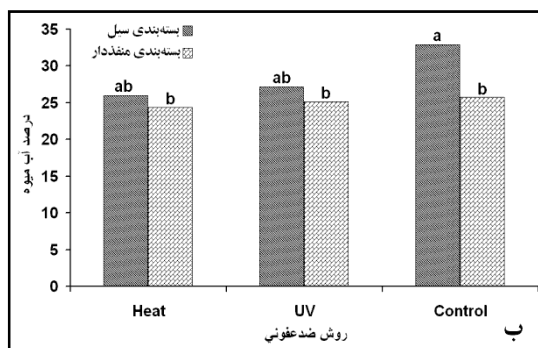 بسته‌بندی سیل
بسته‌بندی منفذدار
درصد آب میوه
35
30
25
20
15
10
5
0
ab
b
ab
b
a
b
Heat
UV
Control
روش ضدعفوني
ب